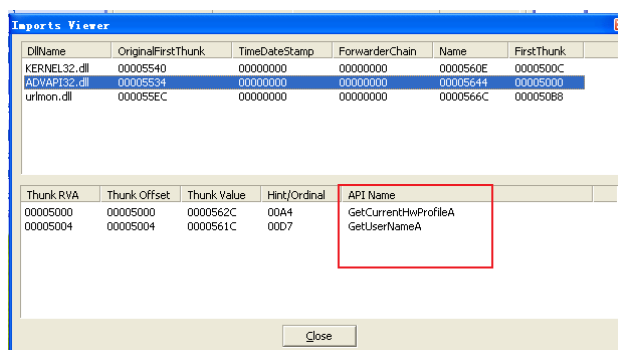 Imports Viewer
DllName OriginalFirstThunk TimeDateStamp ForwarderChain Name FirstThunk
KERNEL32.dll 00005540 00000000 00000000 0000560E 0000500C
ADVAPI32.dll 00005534 00000000 00000000 00005644 00005000
urlmon.dll 000055EC 00000000 00000000 0000566C 000050B8
Thunk RVA Thunk Offset Thunk Value Hint/Ordinal API Name
00005000 00005000 0000562C 00A4 GetCurrentHwProfileA
00005004 00005004 0000561C 00D7 GetUserNameA
Close